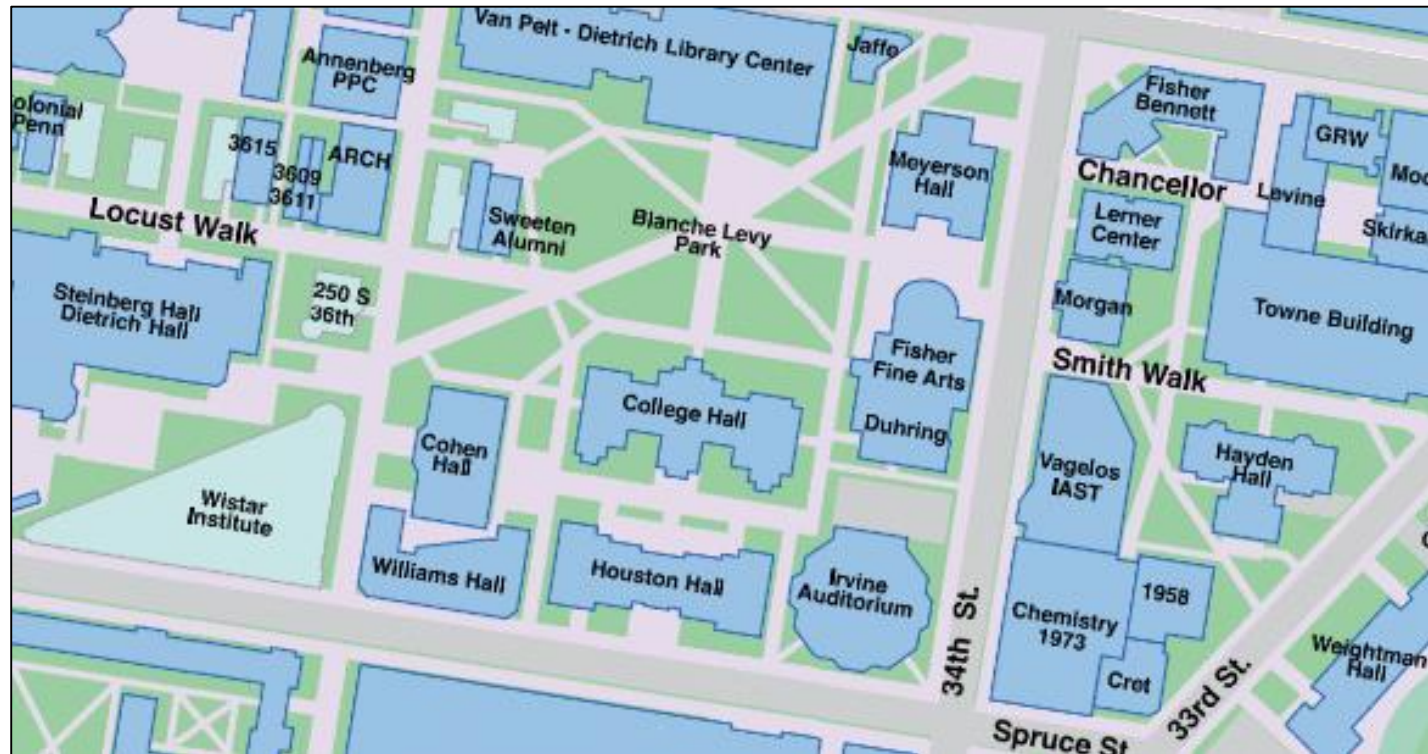 Van Pelt - Dietrich Library Center
Jaffe
Annenberg
PPC
Fisher
Bennett
GRW
olonial
Penn
3615
3609
3611
ARCH
Meyerson
Hall
Chancellor
Levine
Moo
Skirka
Locust Walk
Sweeten
Alumni
Blanche Levy
Park
Lerner
Center
Steinberg Hall
Dietrich Hall
250 S
36th
Morgan
Towne Building
Fisher
Fine Arts
Duhring
Smith Walk
College Hall
Cohen
Hall
Vagelos
IAST
Hayden
Hall
Wistar
Institute
Williams Hall
Houston Hall
Irvine
Auditorium
Chemistry
1973
1958
Cret
34th St.
33rd St.
Weightman
Hall
Spruce St.